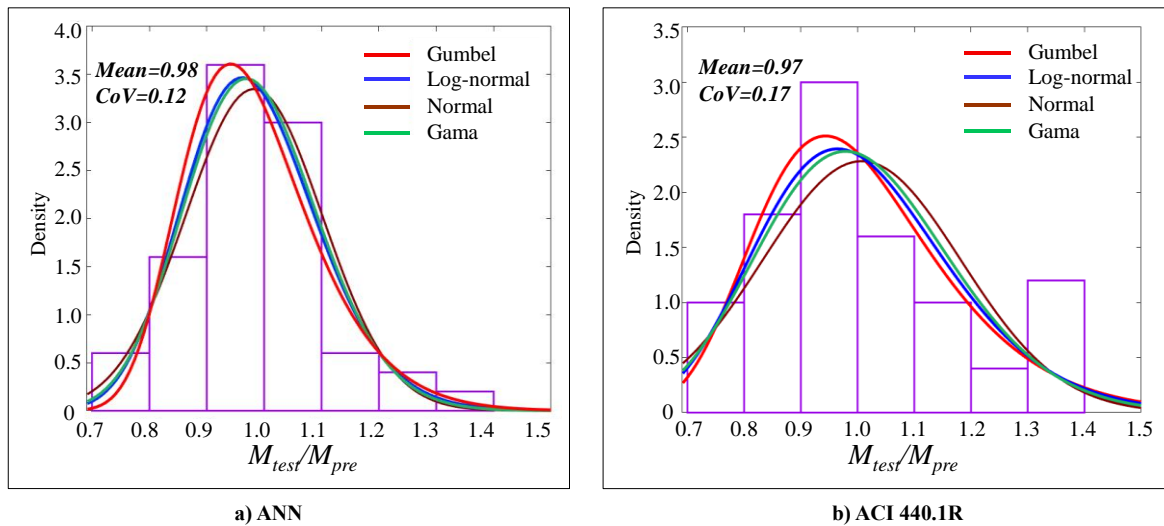 4.0
3.5
3.0
2.5
2.0
1.5
1.0
0.5
0
Density
Mean=0.98
CoV=0.12
Gumbel
Log-normal
Normal
Gama
0.7 0.8 0.9 1.0 1.1 1.2 1.3 1.4 1.5
M_test/M_pre
a) ANN
3.5
3.0
2.5
2.0
1.5
1.0
0.5
0
Density
Mean=0.97
CoV=0.17
Gumbel
Log-normal
Normal
Gama
0.7 0.8 0.9 1.0 1.1 1.2 1.3 1.4 1.5
M_test/M_pre
b) ACI 440.1R